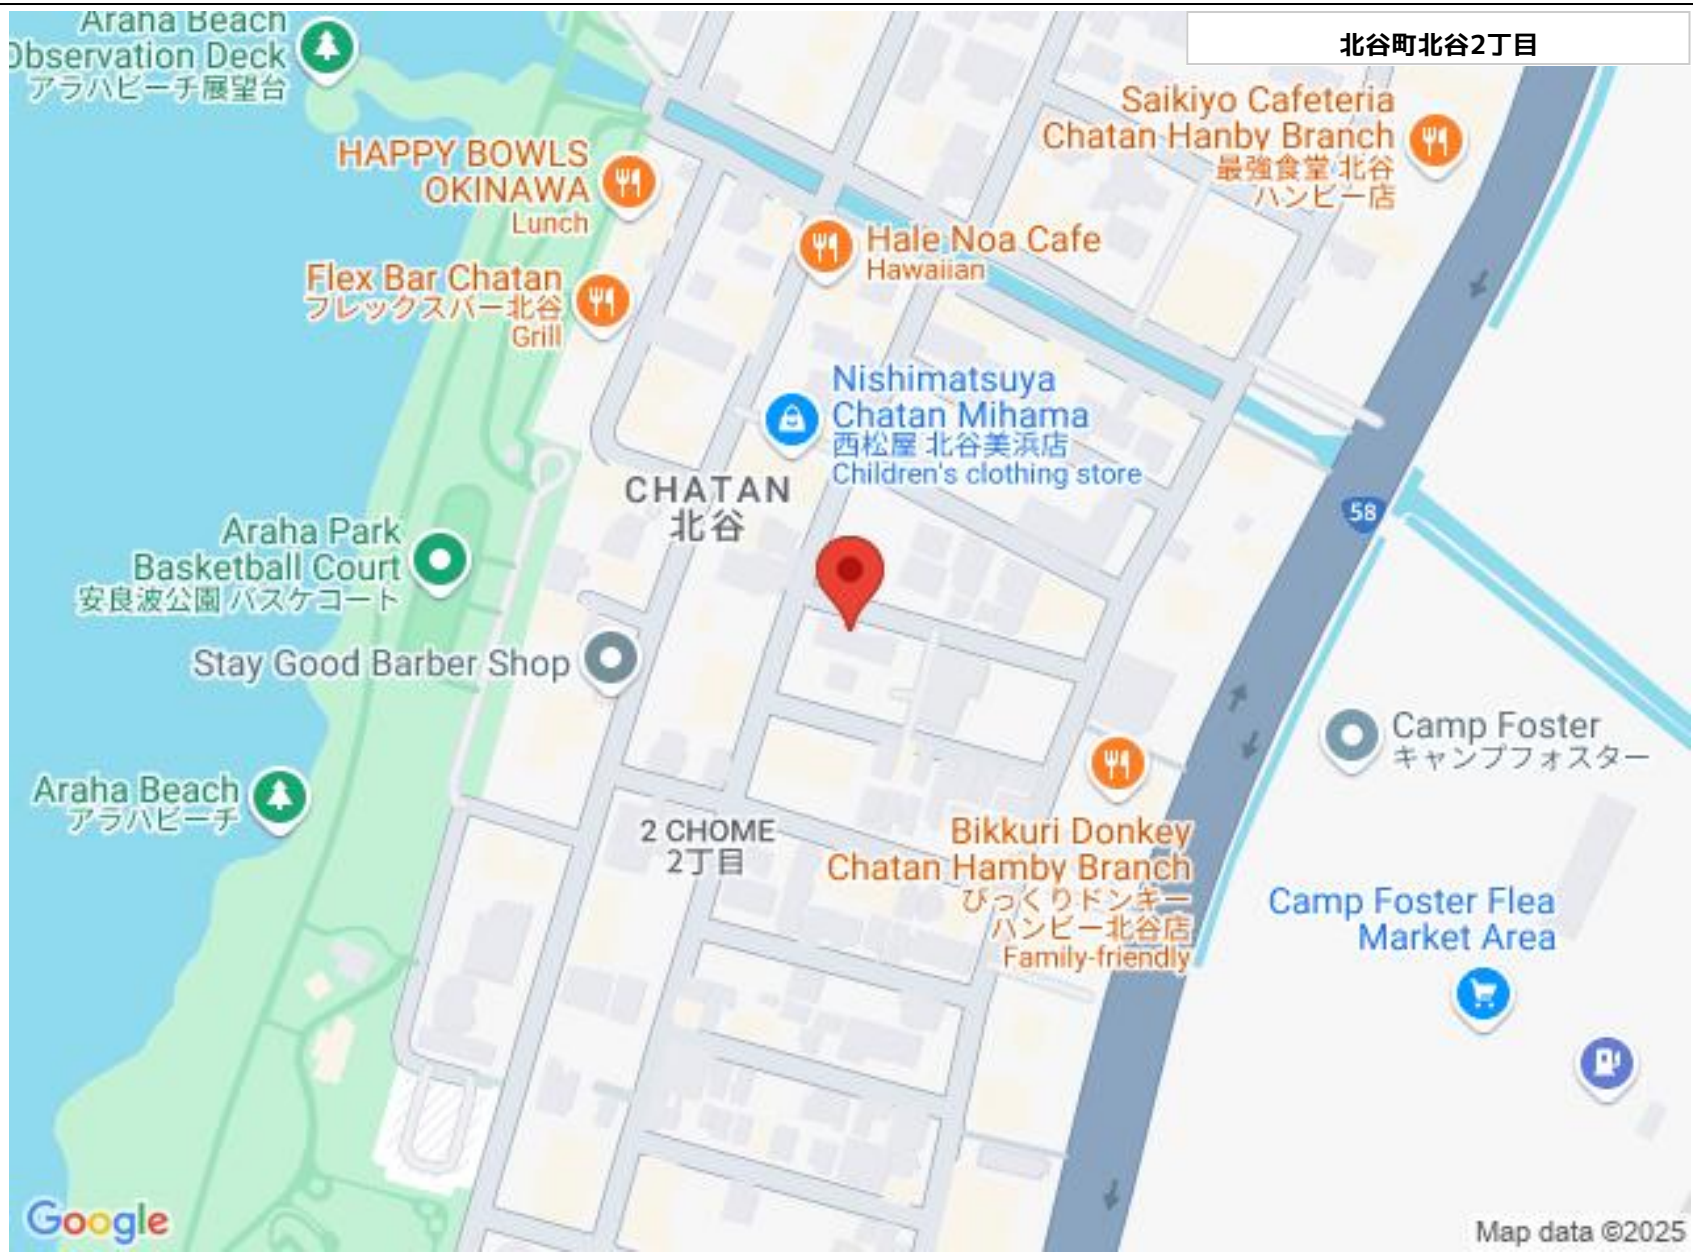 北谷町北谷2丁目
Araha Beach
Observation Deck
アラハビーチ展望台
Saikiyo Cafeteria
Chatan Hanby Branch
最強食堂 北谷
ハンビー店
HAPPY BOWLS
OKINAWA
Lunch
Hale Noa Cafe
Hawaiian
Flex Bar Chatan
フレックスバー北谷
Grill
Nishimatsuya
Chatan Mihama
西松屋 北谷美浜店
Children's clothing store
CHATAN
北谷
58
Araha Park
Basketball Court
安良波公園 バスケコート
Stay Good Barber Shop
Camp Foster
キャンプフォスター
Araha Beach
アラハビーチ
2 CHOME
2丁目
Bikkuri Donkey
Chatan Hamby Branch
びっくりドンキー
ハンビー北谷店
Family-friendly
Camp Foster Flea
Market Area
Google
Map data ©2025